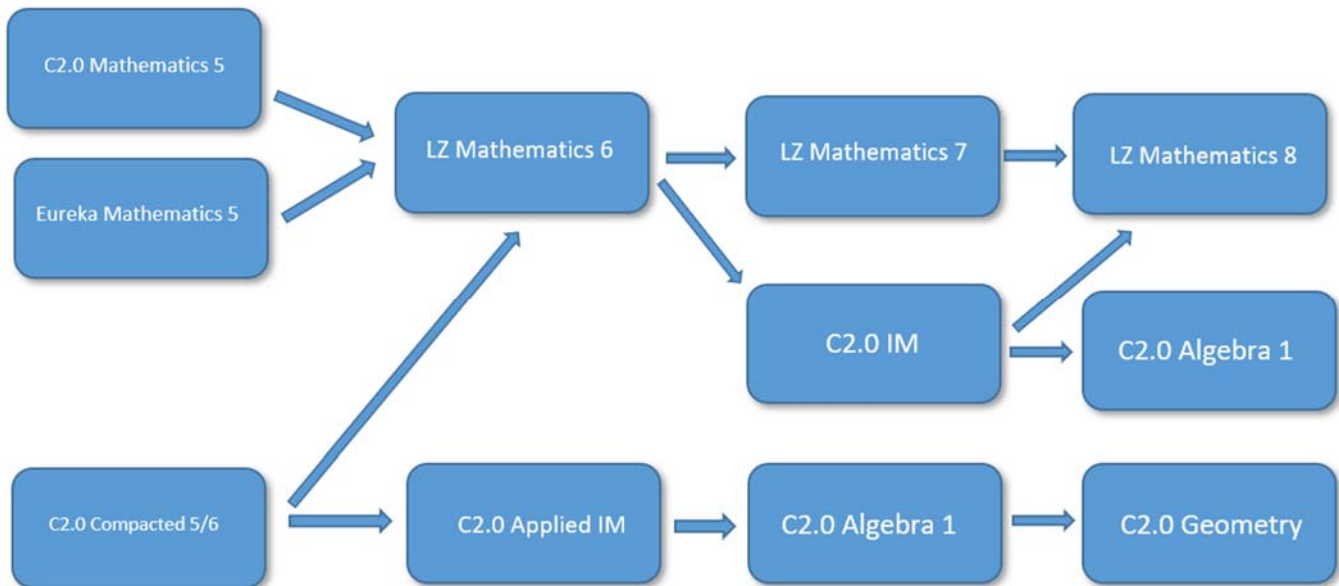 C2.0 Mathematics 5
Eureka Mathematics 5
LZ Mathematics 6
LZ Mathematics 7
LZ Mathematics 8
C2.0 IM
C2.0 Algebra 1
C2.0 Compacted 5/6
C2.0 Applied IM
C2.0 Algebra 1
C2.0 Geometry